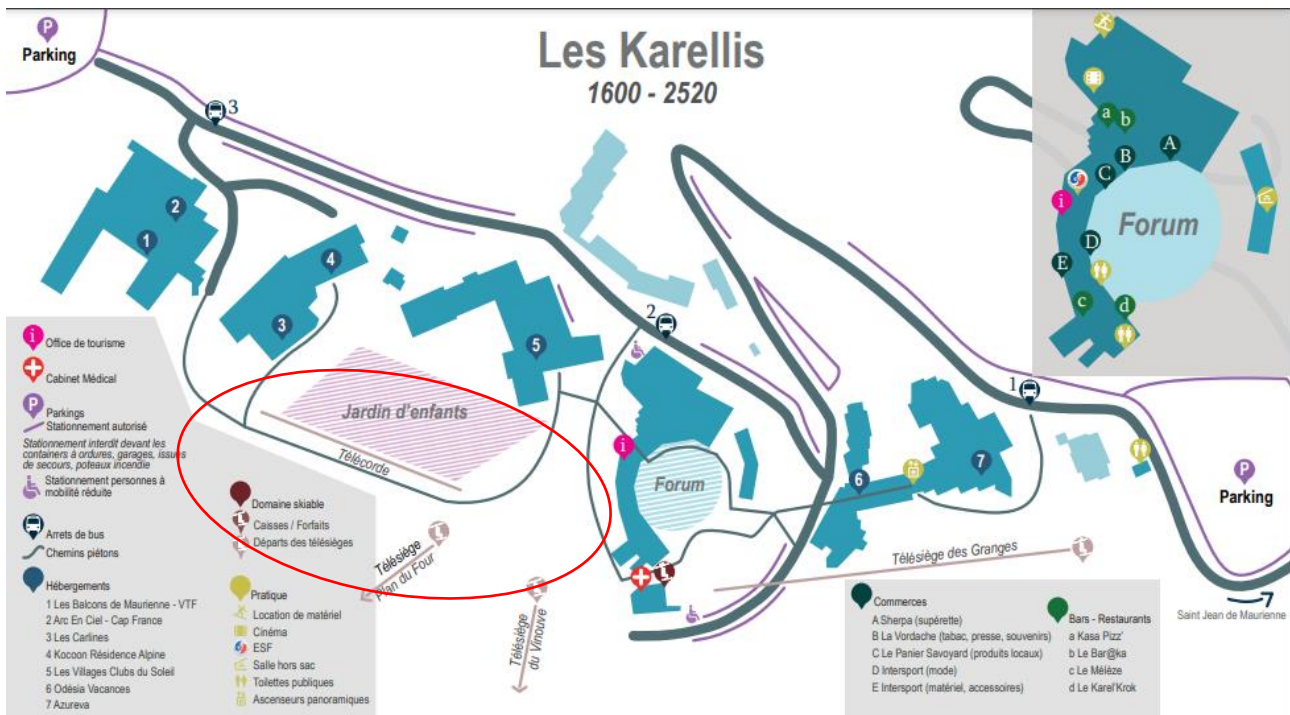 P
Parking
Les Karellis
1600 - 2520
3
2
1
4
3
5
2
1
6
7
Jardin d'enfants
Télécorde
i
Forum
P
Parking
Télésiège
Plan du Four
Télésiège
du Vinouve
Télésiège des Granges
Saint Jean de Maurienne
a
b
A
B
C
i
D
E
c
d
Forum
i Office de tourisme
Cabinet Médical
P Parkings
Stationnement autorisé
Stationnement interdit devant les
containers à ordures, garages, issues
de secours, poteaux incendie
Stationnement personnes à
mobilité réduite
Arrets de bus
Chemins piétons
Hébergements
1 Les Balcons de Maurienne - VTF
2 Arc En Ciel - Cap France
3 Les Carlines
4 Kocoon Résidence Alpine
5 Les Villages Clubs du Soleil
6 Odésia Vacances
7 Azureva
Domaine skiable
Caisses / Forfaits
Départs des télésièges
Pratique
Location de matériel
Cinéma
ESF
Salle hors sac
Toilettes publiques
Ascenseurs panoramiques
Commerces
A Sherpa (supérette)
B La Vordache (tabac, presse, souvenirs)
C Le Panier Savoyard (produits locaux)
D Intersport (mode)
E Intersport (matériel, accessoires)
Bars - Restaurants
a Kasa Pizz'
b Le Bar@ka
c Le Mélèze
d Le Karel'Krok